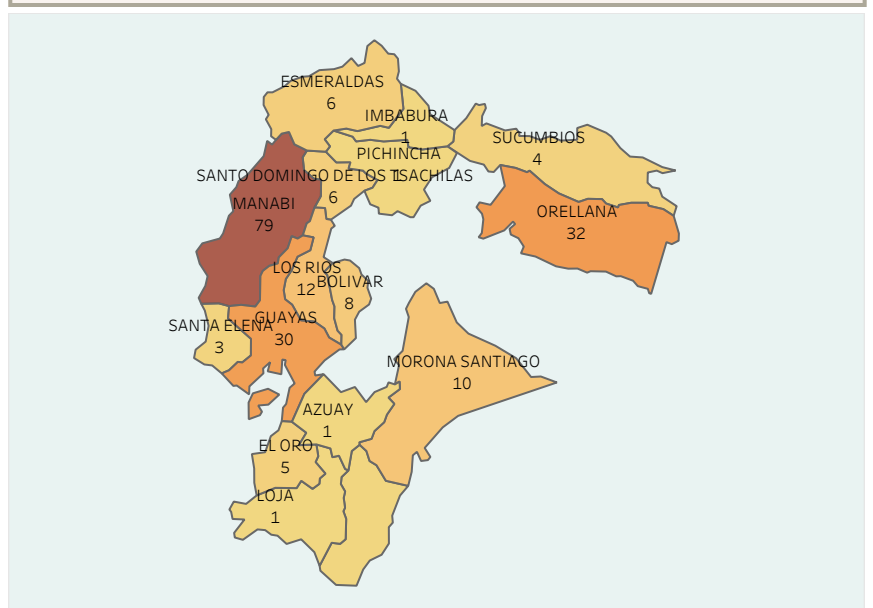 ESMERALDAS
6
IMBABURA
1
SUCUMBIOS
4
PICHINCHA
1
SANTO DOMINGO DE LOS TSACHILAS
6
MANABI
79
ORELLANA
32
LOS RIOS
12
BOLIVAR
8
SANTA ELENA
3
GUAYAS
30
MORONA SANTIAGO
10
AZUAY
1
EL ORO
5
LOJA
1